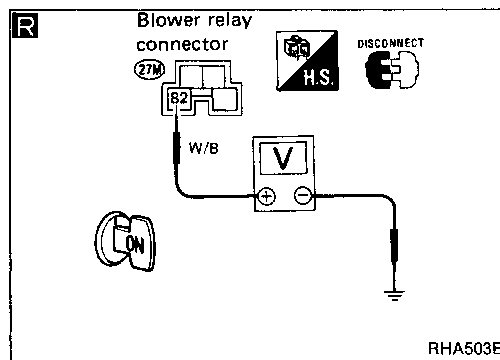 R
Blower relay
connector
27M
DISCONNECT
H.S.
82
W/B
V
⊕ ⊖
ON
RHA503E